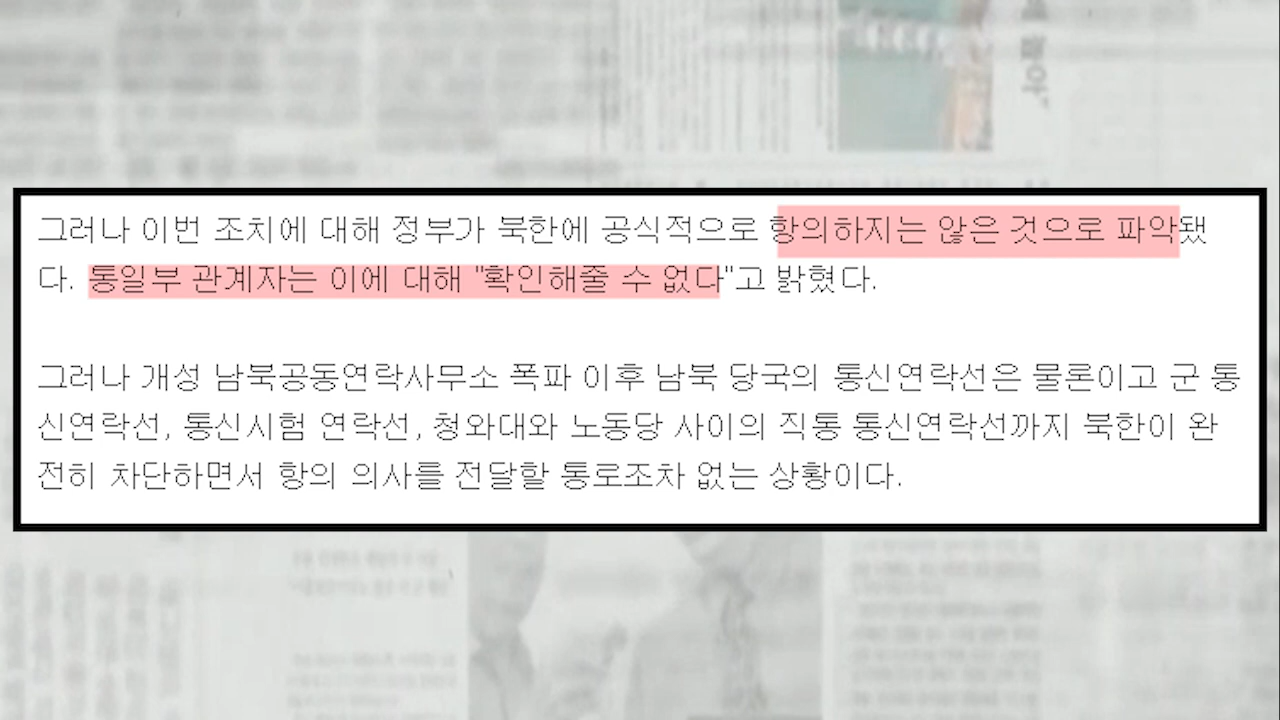 그러나 이번 조치에 대해 정부가 북한에 공식적으로 항의하지는 않은 것으로 파악됐
다. 통일부 관계자는 이에 대해 "확인해줄 수 없다"고 밝혔다.
그러나 개성 남북공동연락사무소 폭파 이후 남북 당국의 통신연락선은 물론이고 군 통
신연락선, 통신시험 연락선, 청와대와 노동당 사이의 직통 통신연락선까지 북한이 완
전히 차단하면서 항의 의사를 전달할 통로조차 없는 상황이다.